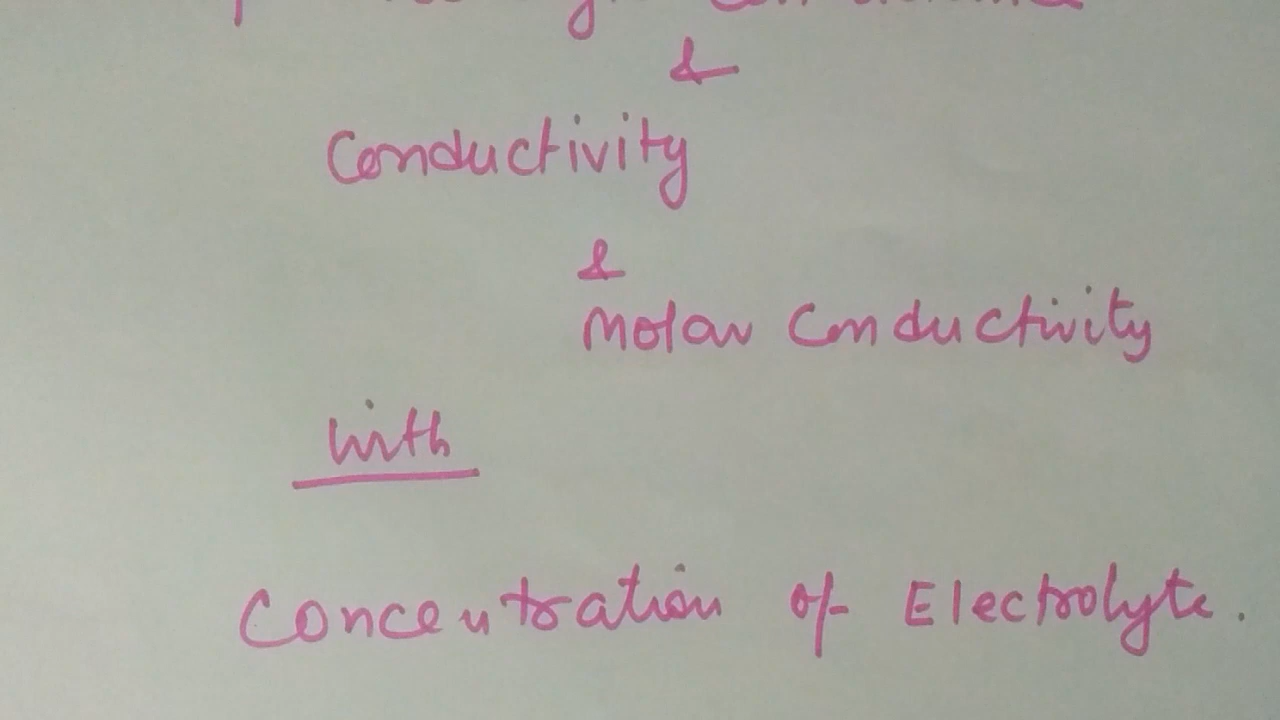 &
Conductivity
&
Molar Conductivity
with
Concentration of Electrolyte.